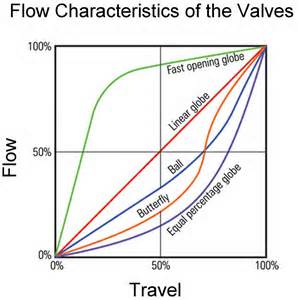 Flow Characteristics of the Valves
100%
Fast opening globe
Linear globe
Flow
50%
Ball
Butterfly
Equal percentage globe
0%
0%
50%
100%
Travel